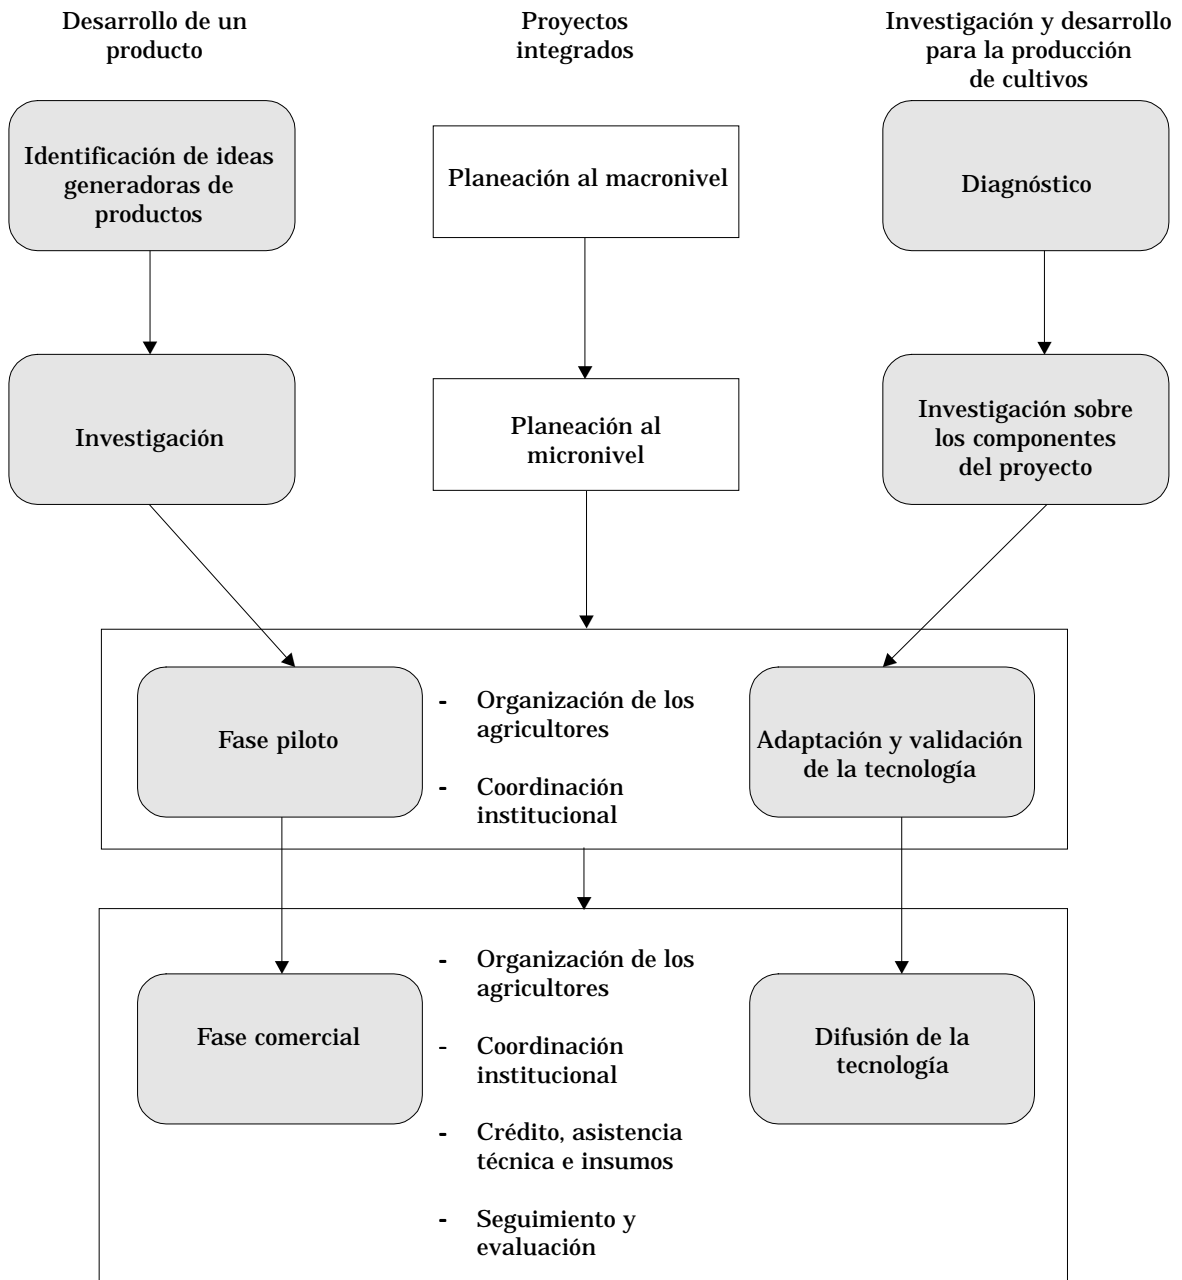 Desarrollo de un
producto
Proyectos
integrados
Investigación y desarrollo
para la producción
de cultivos
Identificación de ideas
generadoras de
productos
Planeación al macronivel
Diagnóstico
Investigación
Planeación al
micronivel
Investigación sobre
los componentes
del proyecto
Fase piloto
- Organización de los
agricultores
- Coordinación
institucional
Adaptación y validación
de la tecnología
Fase comercial
- Organización de los
agricultores
- Coordinación
institucional
- Crédito, asistencia
técnica e insumos
- Seguimiento y
evaluación
Difusión de la
tecnología